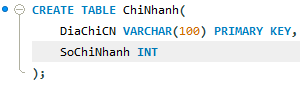 CREATE TABLE ChiNhanh(
DiaChiCN VARCHAR(100) PRIMARY KEY,
SoChiNhanh INT
);